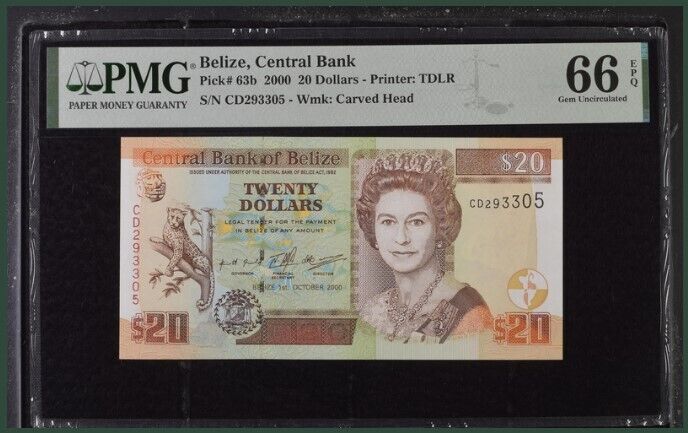 PMG®
PAPER MONEY GUARANTY
Belize, Central Bank
Pick# 63b 2000 20 Dollars - Printer: TDLR
S/N CD293305 - Wmk: Carved Head
66 EPQ
Gem Uncirculated
Central Bank of Belize
$20
ISSUED UNDER AUTHORITY OF THE CENTRAL BANK OF BELIZE ACT, 1982
TWENTY
DOLLARS
CD293305
LEGAL TENDER FOR THE PAYMENT
IN BELIZE OF ANY AMOUNT
CD293305
GOVERNOR FINANCIAL SECRETARY DIRECTOR
BELIZE 1st. OCTOBER 2000
$20
$20